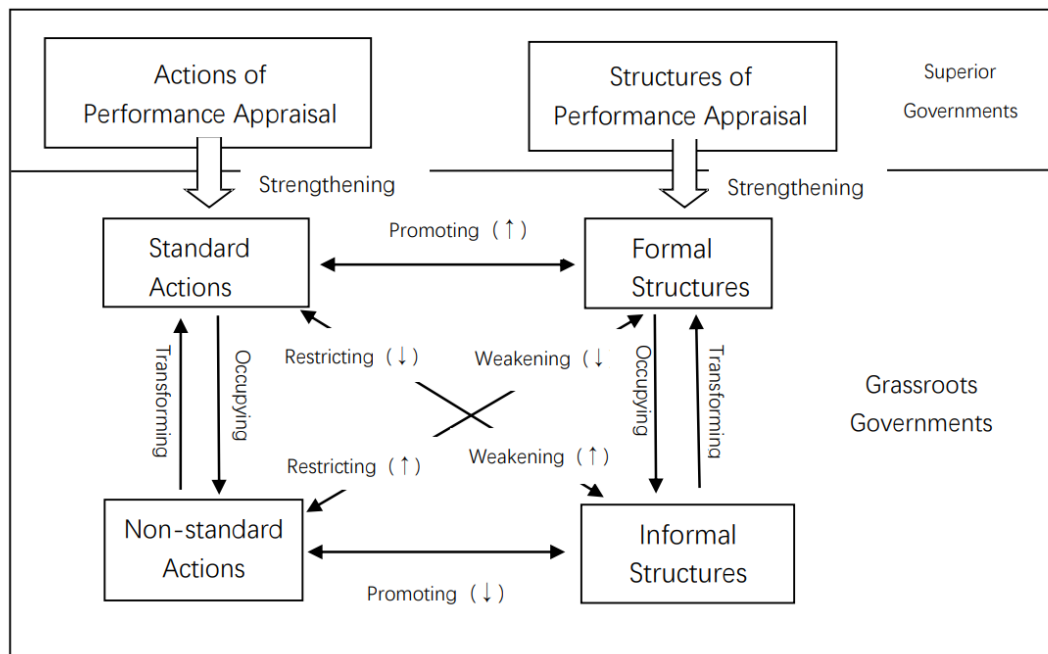 Actions of
Performance Appraisal
Structures of
Performance Appraisal
Superior
Governments
Strengthening
Strengthening
Standard
Actions
Promoting（↑）
Formal
Structures
Transforming
Occupying
Restricting（↓）
Weakening（↓
Occupying
Transforming
Grassroots
Governments
Restricting（↑）
Weakening（↑）
Non-standard
Actions
Informal
Structures
Promoting（↓）